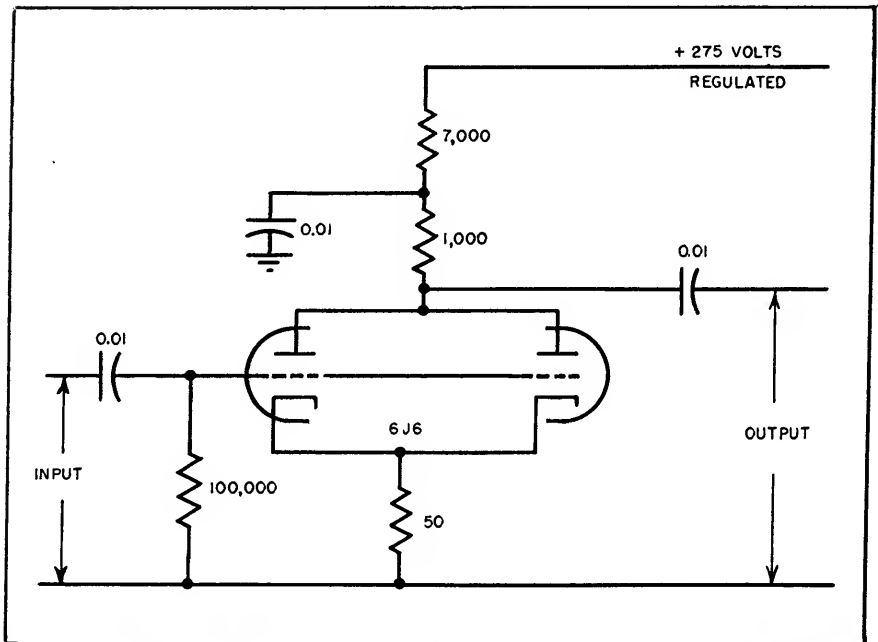 + 275 VOLTS
REGULATED
7,000
0.01
1,000
0.01
0.01
6J6
INPUT
OUTPUT
100,000
50